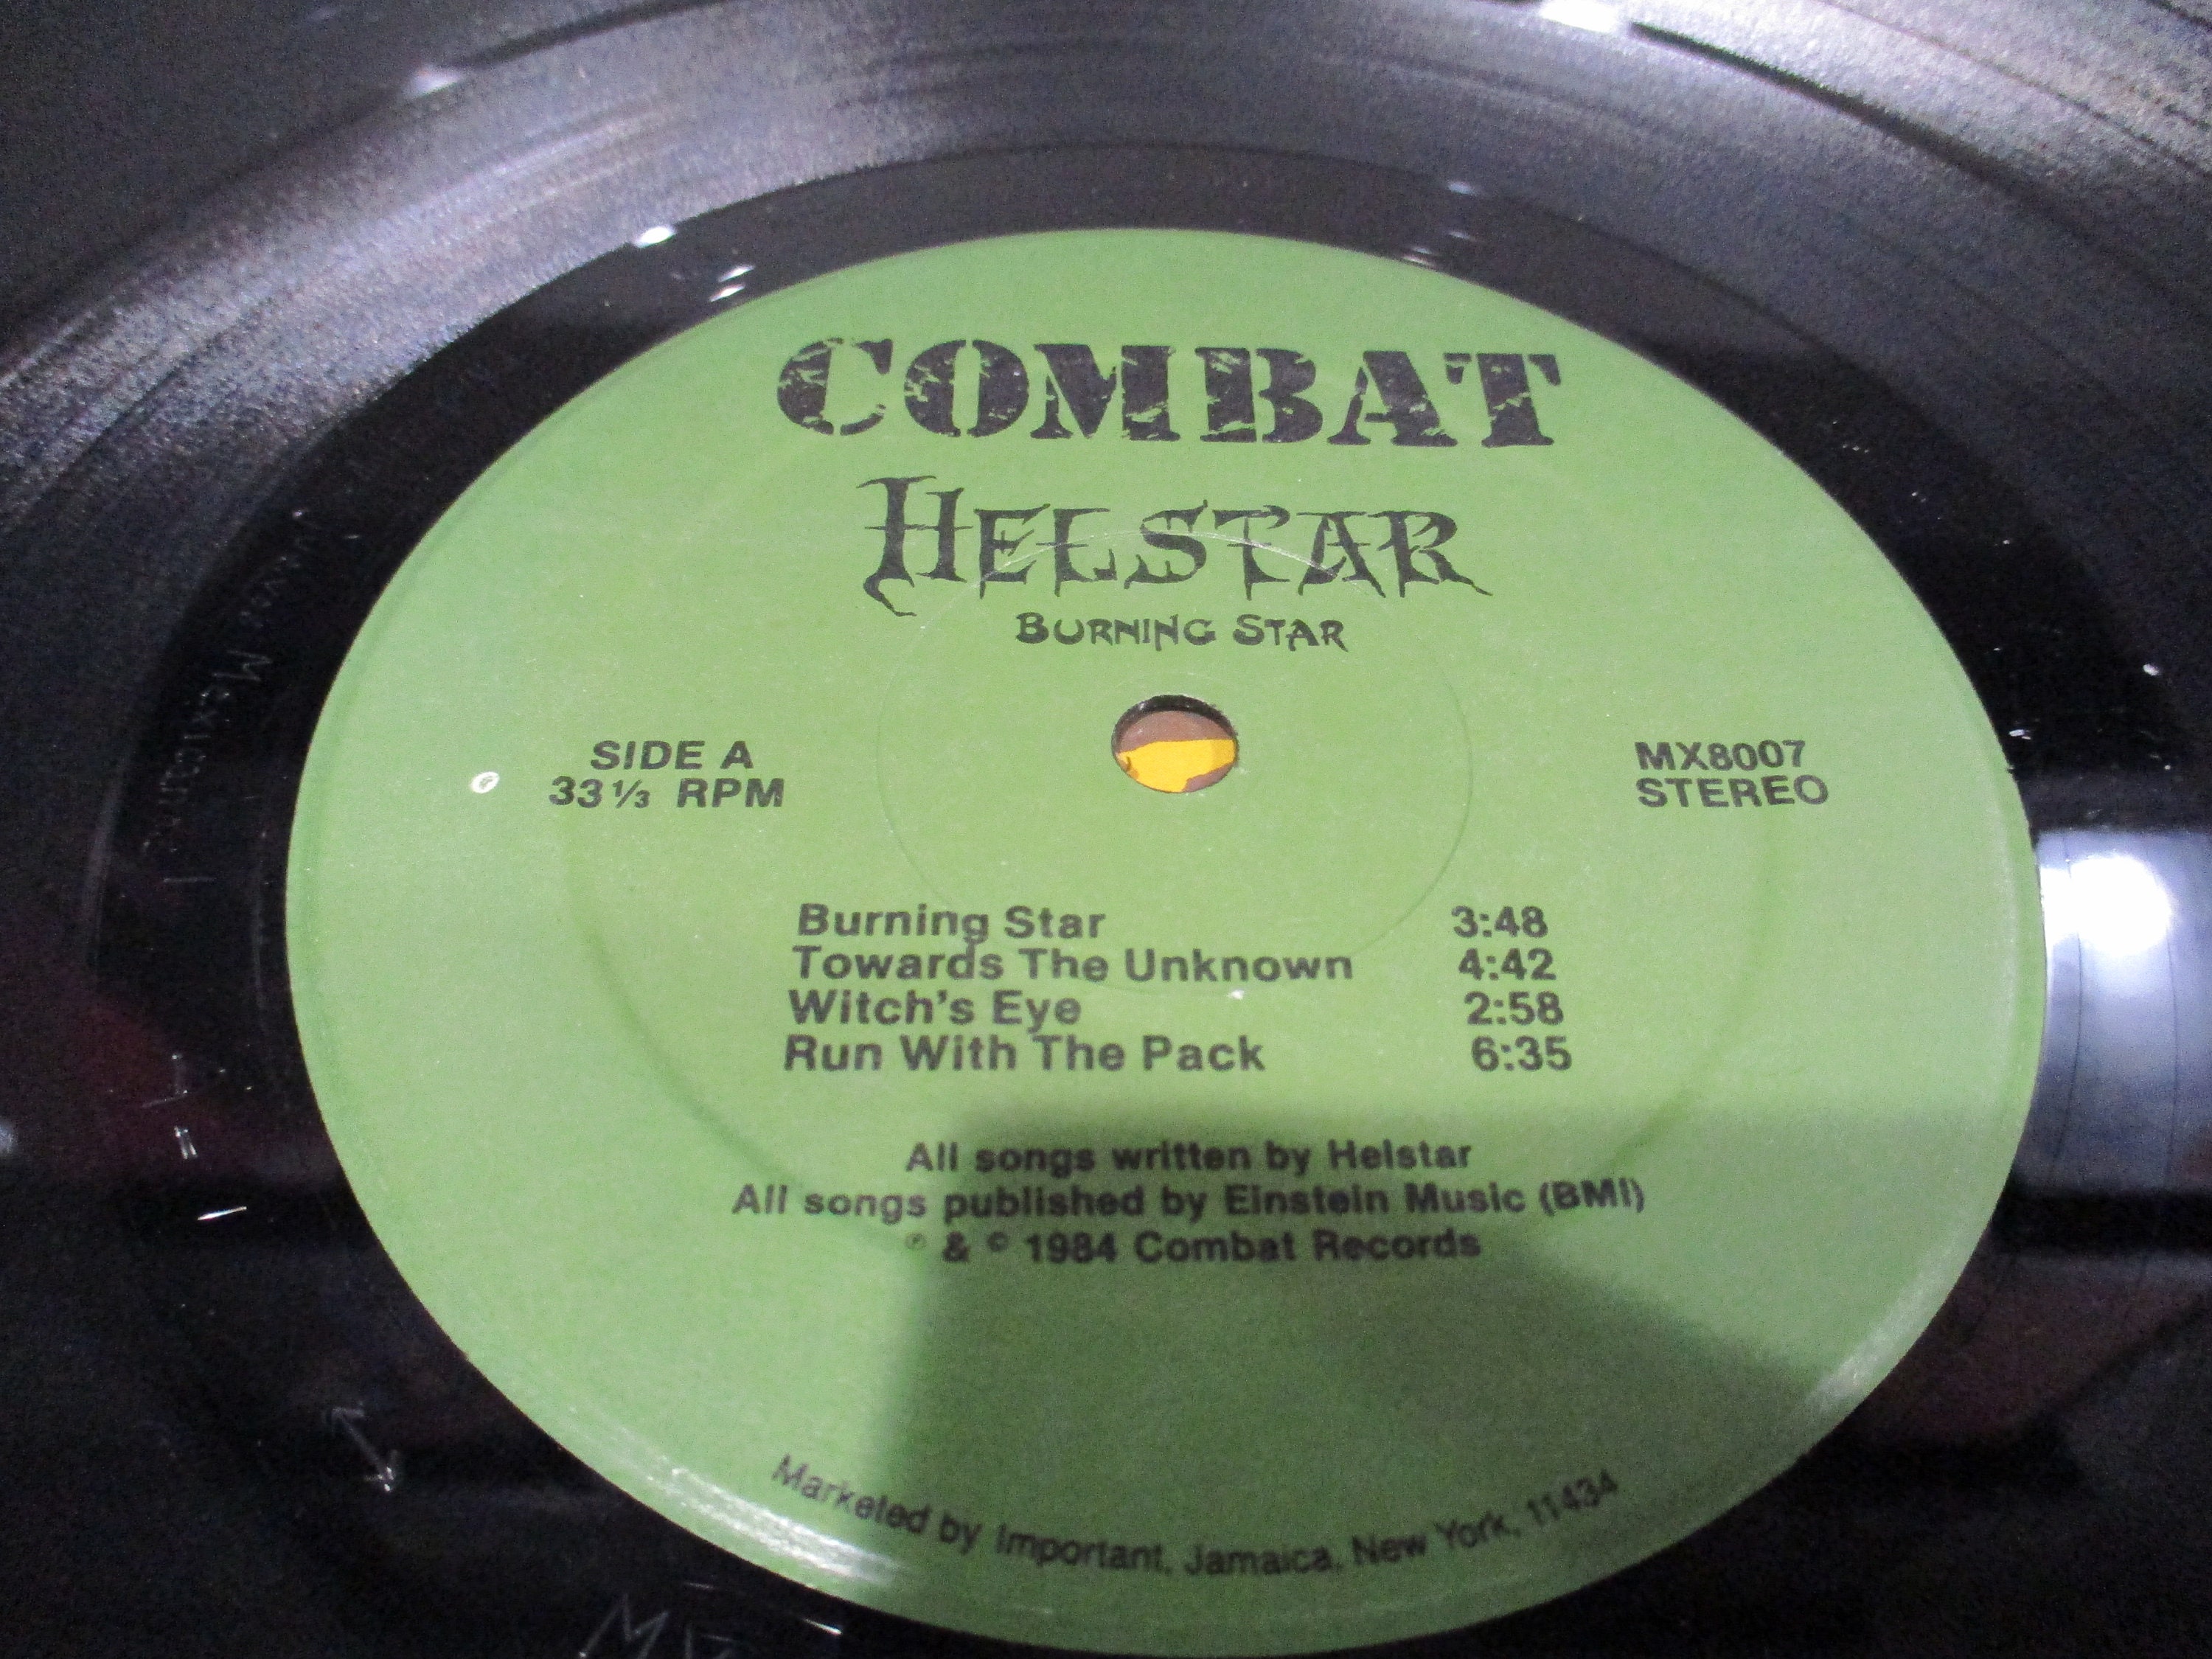 COMBAT
HELSTAR
BURNING STAR
SIDE A
33⅓ RPM
MX8007
STEREO
Burning Star 3:48
Towards The Unknown 4:42
Witch's Eye 2:58
Run With The Pack 6:35
All songs written by Helstar
All songs published by Einstein Music (BMI)
℗ & © 1984 Combat Records
Marketed by Important, Jamaica, New York, 11434